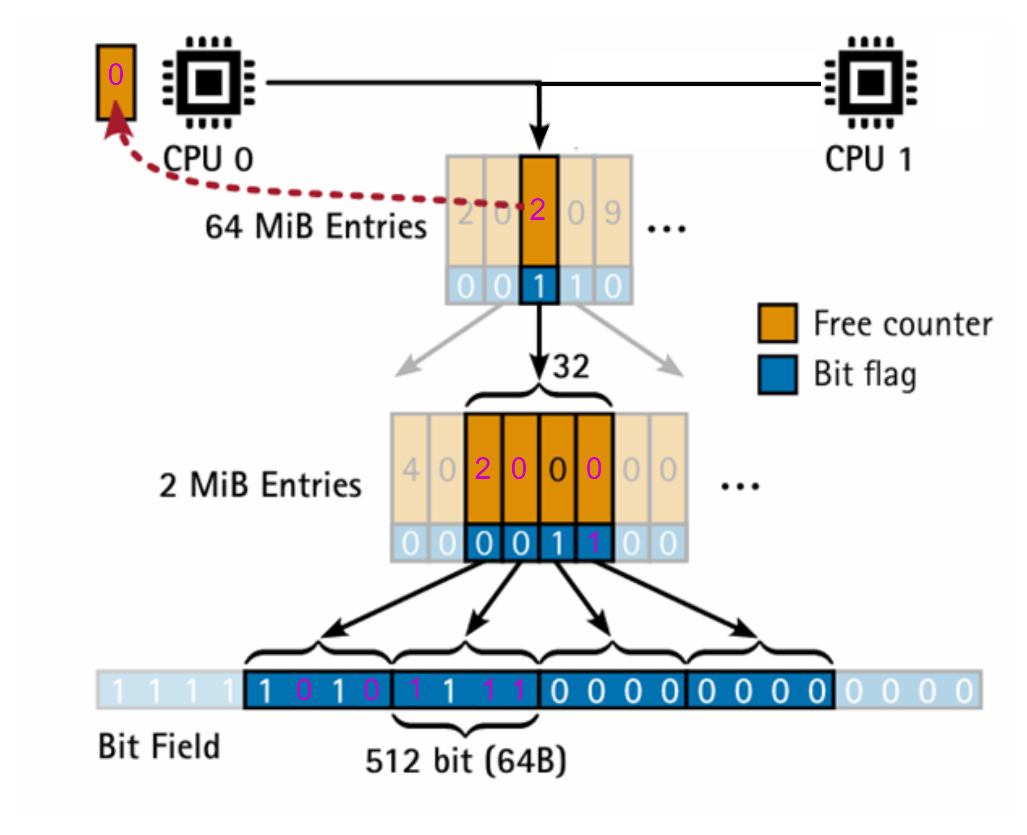 0
CPU 0
CPU 1
64 MiB Entries
2 0 2 0 9 ...
0 0 1 1 0
Free counter
Bit flag
32
2 MiB Entries
4 0 2 0 0 0 0 0 ...
0 0 0 0 1 1 0 0
1 1 1 1 1 0 1 0 1 1 1 1 0 0 0 0 0 0 0 0 0 0 0 0
Bit Field
512 bit (64B)